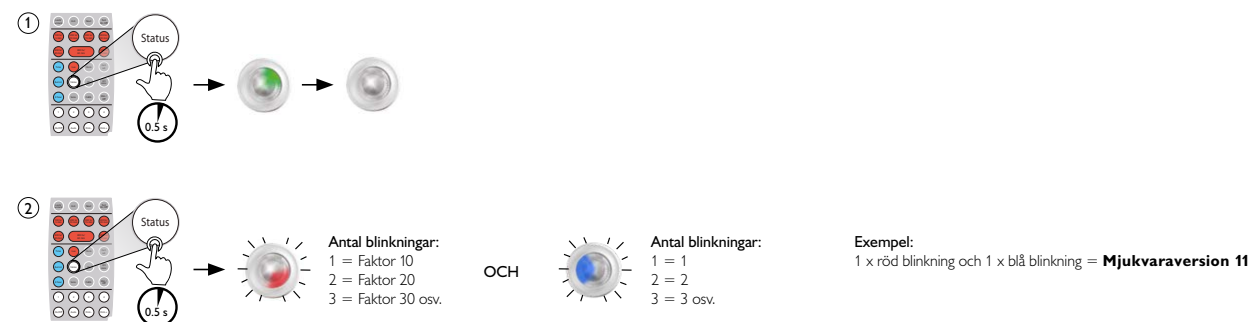 1
Status
0.5 s
2
Status
0.5 s
Antal blinkningar:
1 = Faktor 10
2 = Faktor 20
3 = Faktor 30 osv.
OCH
Antal blinkningar:
1 = 1
2 = 2
3 = 3 osv.
Exempel:
1 x röd blinkning och 1 x blå blinkning = Mjukvaraversion 11